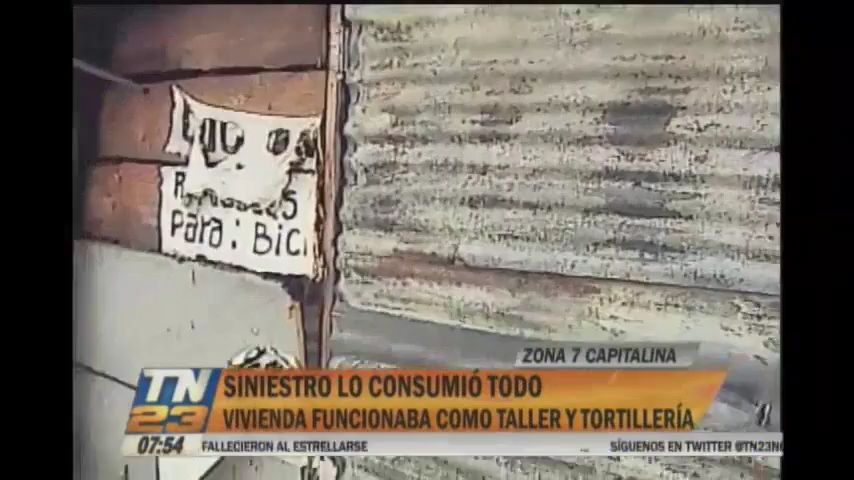 Para: Bici
ZONA 7 CAPITALINA
SINIESTRO LO CONSUMIÓ TODO
VIVIENDA FUNCIONABA COMO TALLER Y TORTILLERÍA
TN
23
07:54
FALLECIERON AL ESTRELLARSE
SÍGUENOS EN TWITTER @TN23N